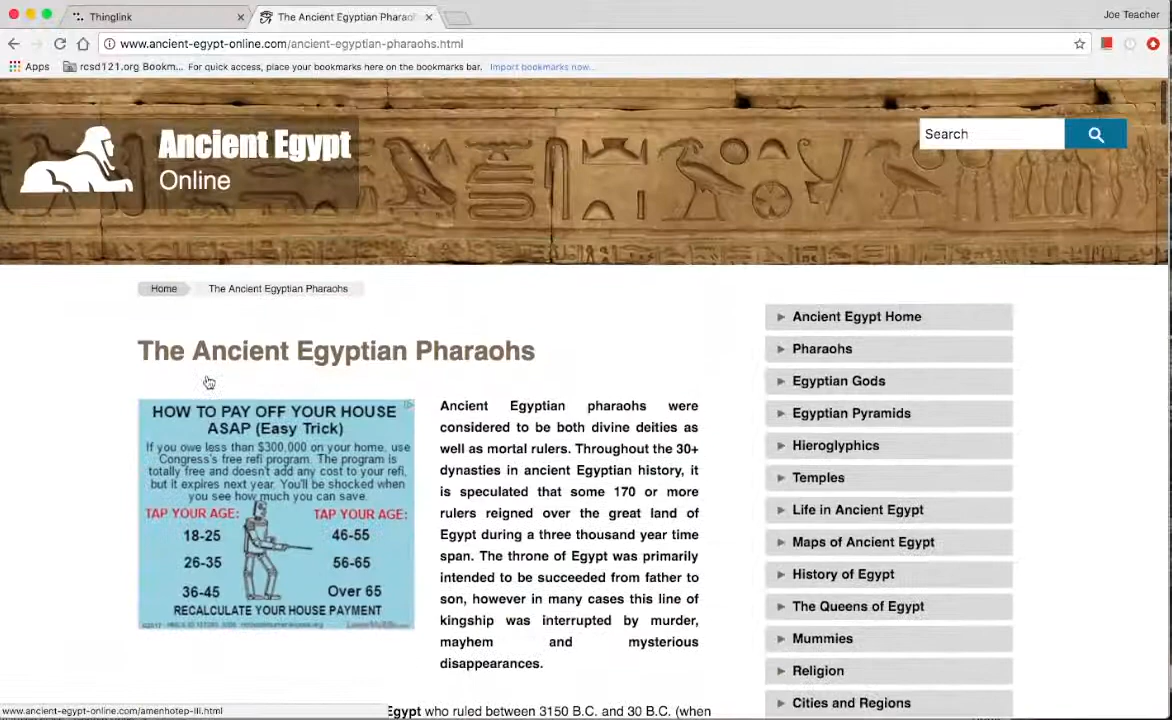 Thinglink
The Ancient Egyptian Pharaoh
Joe Teacher
www.ancient-egypt-online.com/ancient-egyptian-pharaohs.html
Apps
rcsd121.org Bookm...
For quick access, place your bookmarks here on the bookmarks bar.
Import bookmarks now...
Ancient Egypt
Online
Search
Home
The Ancient Egyptian Pharaohs
The Ancient Egyptian Pharaohs
HOW TO PAY OFF YOUR HOUSE
ASAP (Easy Trick)
If you owe less than $300,000 on your home, use
Congress's free refi program. The program is
totally free and doesn't add any cost to your refi,
but it expires next year. You'll be shocked when
you see how much you can save.
TAP YOUR AGE: TAP YOUR AGE:
18-25 46-55
26-35 56-65
36-45 Over 65
RECALCULATE YOUR HOUSE PAYMENT
Ancient Egyptian pharaohs were
considered to be both divine deities as
well as mortal rulers. Throughout the 30+
dynasties in ancient Egyptian history, it
is speculated that some 170 or more
rulers reigned over the great land of
Egypt during a three thousand year time
span. The throne of Egypt was primarily
intended to be succeeded from father to
son, however in many cases this line of
kingship was interrupted by murder,
mayhem and mysterious
disappearances.
Egypt who ruled between 3150 B.C. and 30 B.C. (when
Ancient Egypt Home
Pharaohs
Egyptian Gods
Egyptian Pyramids
Hieroglyphics
Temples
Life in Ancient Egypt
Maps of Ancient Egypt
History of Egypt
The Queens of Egypt
Mummies
Religion
Cities and Regions
www.ancient-egypt-online.com/amenhotep-iii.html